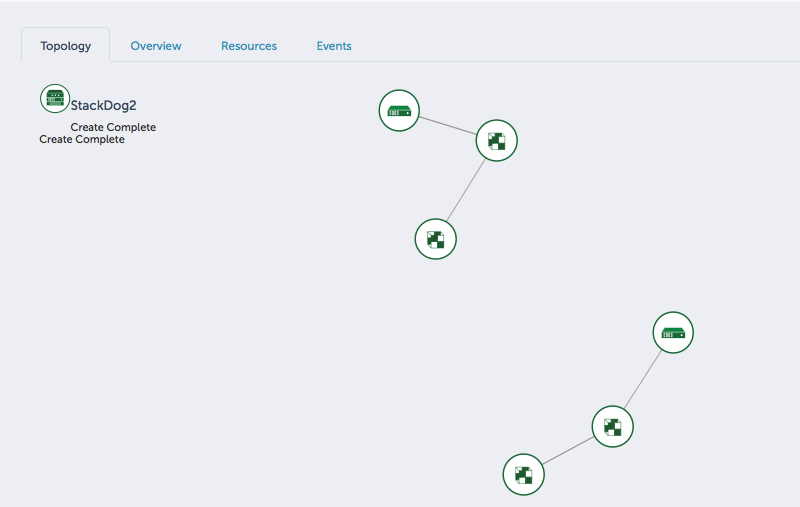 Topology
Overview
Resources
Events
StackDog2
Create Complete
Create Complete